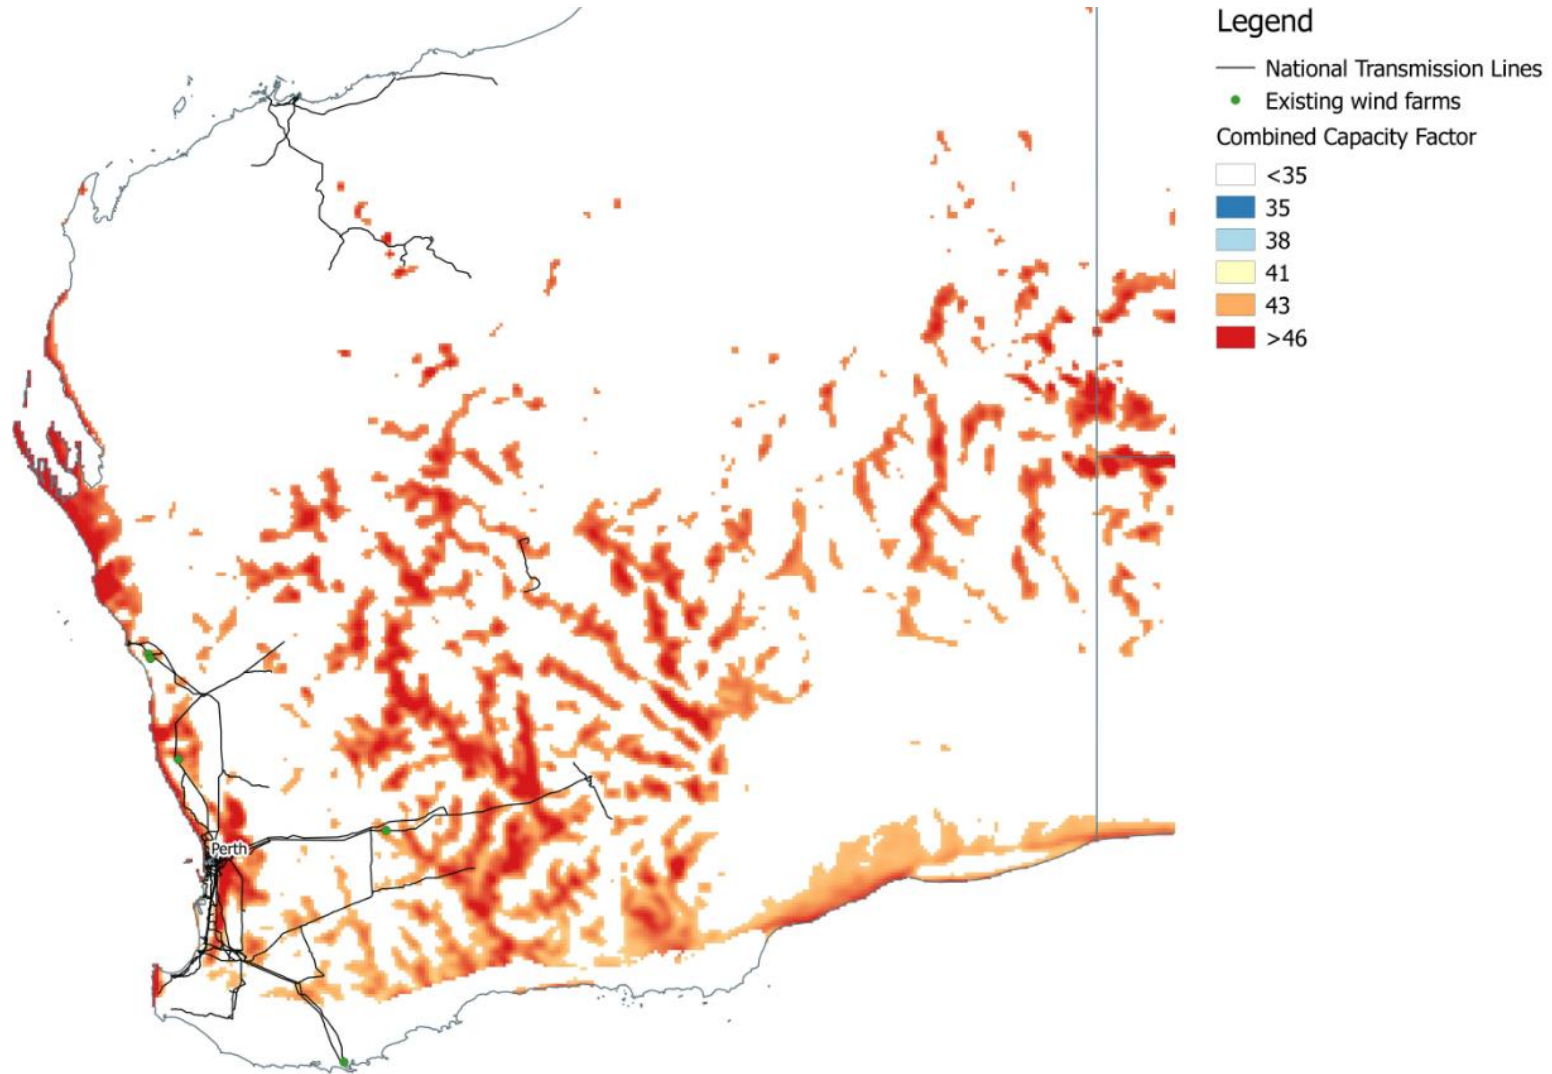 Legend
National Transmission Lines
Existing wind farms
Combined Capacity Factor
<35
35
38
41
43
>46
Perth